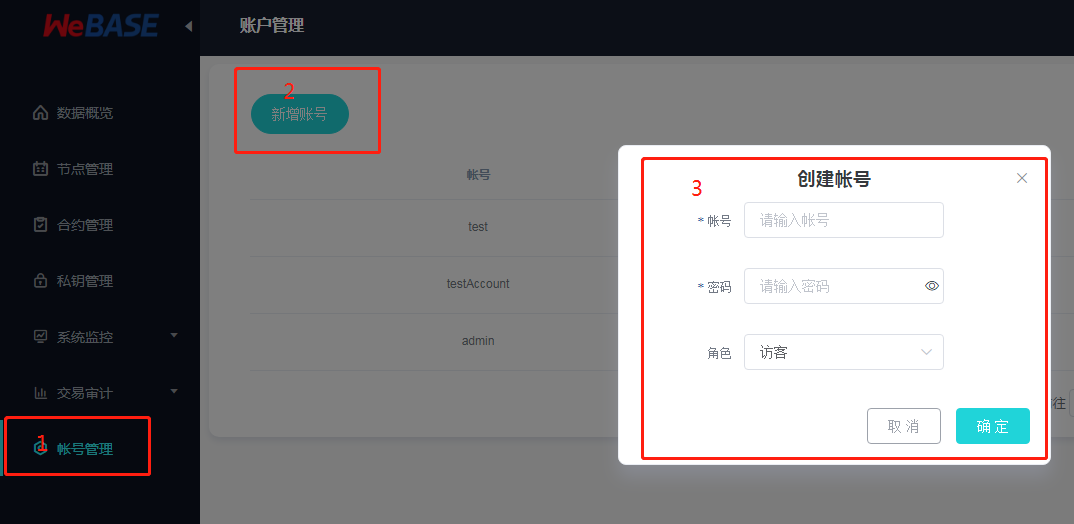 WeBASE
账户管理
数据概览
节点管理
合约管理
私钥管理
系统监控
交易审计
1
帐号管理
2
新增账号
帐号
test
testAccount
admin
往
3
创建帐号
* 帐号
请输入帐号
* 密码
请输入密码
角色
访客
取 消
确 定